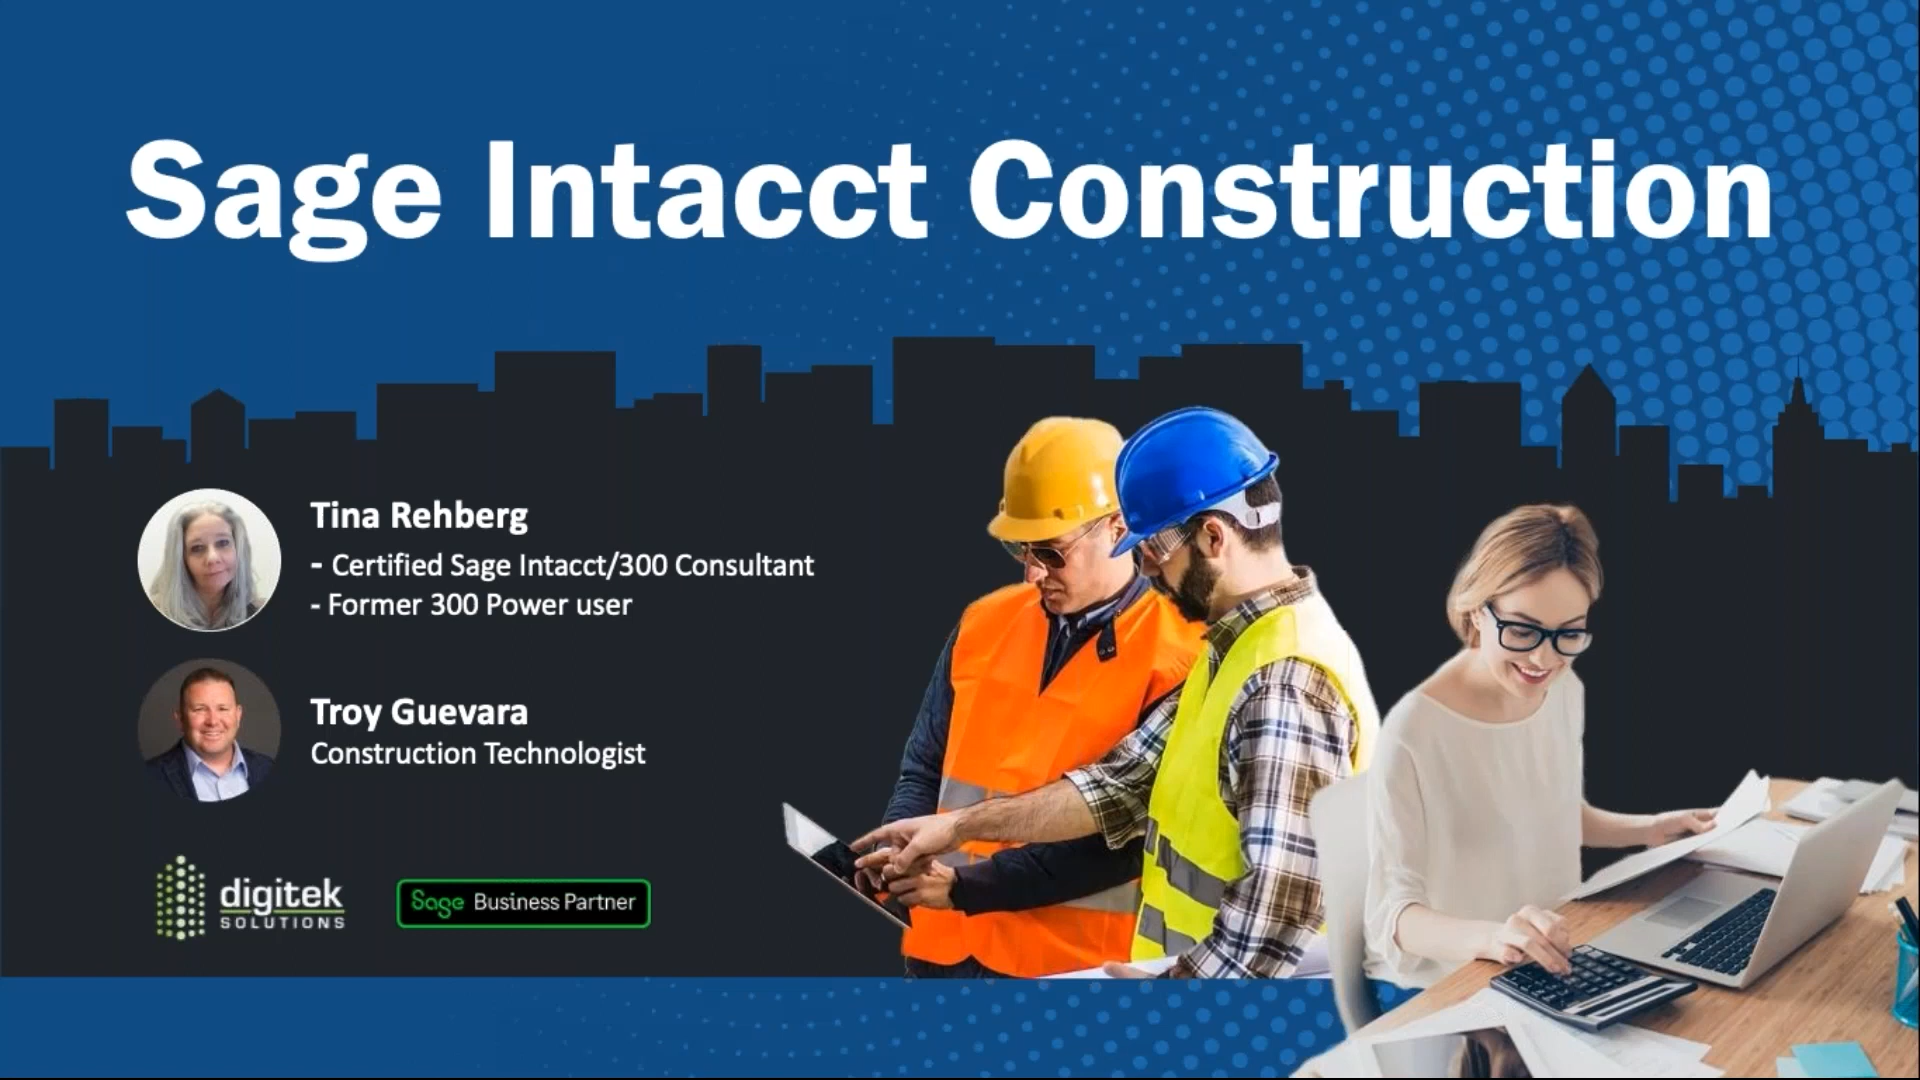 Sage Intacct Construction
Tina Rehberg
- Certified Sage Intacct/300 Consultant
- Former 300 Power user
Troy Guevara
Construction Technologist
digitek
SOLUTIONS
Sage Business Partner